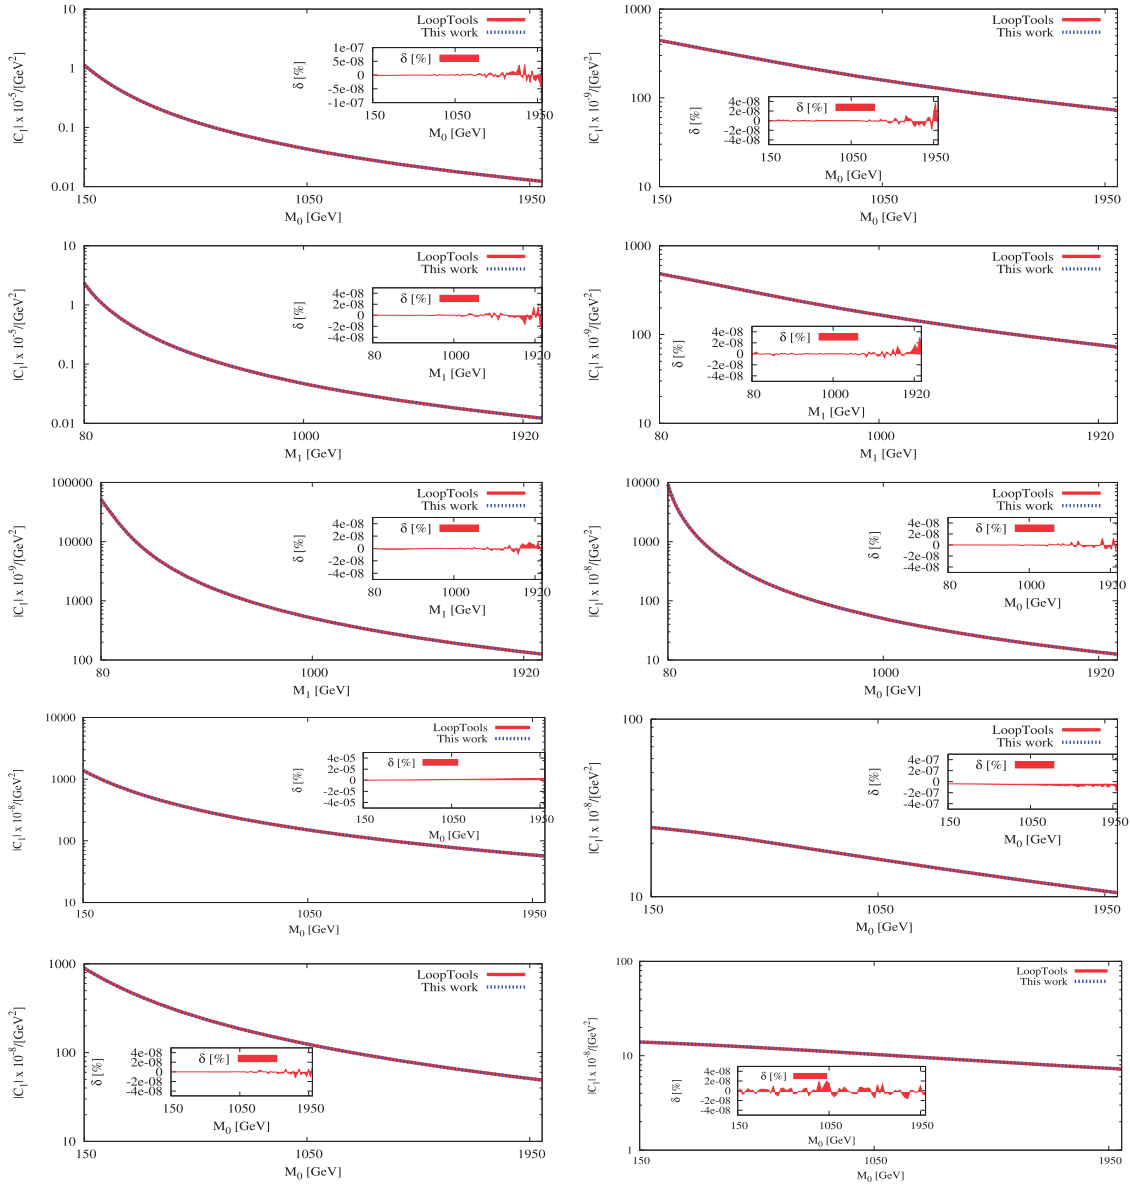 10
1
0.1
0.01
|C₁| x 10⁻⁵/[GeV²]
150
1050
1950
M₀ [GeV]
LoopTools
This work
δ [%]
δ [%]
1e-07
5e-08
0
-5e-08
-1e-07
150
1050
1950
M₀ [GeV]
1000
100
10
|C₁| x 10⁻⁹/[GeV²]
150
1050
1950
M₀ [GeV]
LoopTools
This work
δ [%]
δ [%]
4e-08
2e-08
0
-2e-08
-4e-08
150
1050
1950
M₀ [GeV]
10
1
0.1
0.01
|C₁| x 10⁻⁵/[GeV²]
80
1000
1920
M₁ [GeV]
LoopTools
This work
δ [%]
δ [%]
4e-08
2e-08
0
-2e-08
-4e-08
80
1000
1920
M₁ [GeV]
1000
100
10
|C₁| x 10⁻⁹/[GeV²]
80
1000
1920
M₁ [GeV]
LoopTools
This work
δ [%]
δ [%]
4e-08
2e-08
0
-2e-08
-4e-08
80
1000
1920
M₁ [GeV]
100000
10000
1000
100
|C₁| x 10⁻⁹/[GeV²]
80
1000
1920
M₁ [GeV]
LoopTools
This work
δ [%]
δ [%]
4e-08
2e-08
0
-2e-08
-4e-08
80
1000
1920
M₁ [GeV]
10000
1000
100
10
|C₁| x 10⁻⁸/[GeV²]
80
1000
1920
M₀ [GeV]
LoopTools
This work
δ [%]
δ [%]
4e-08
2e-08
0
-2e-08
-4e-08
80
1000
1920
M₀ [GeV]
10000
1000
100
10
|C₁| x 10⁻⁸/[GeV²]
150
1050
1950
M₀ [GeV]
LoopTools
This work
δ [%]
δ [%]
4e-05
2e-05
0
-2e-05
-4e-05
150
1050
1950
M₀ [GeV]
100
10
|C₁| x 10⁻⁸/[GeV²]
150
1050
1950
M₀ [GeV]
LoopTools
This work
δ [%]
δ [%]
4e-07
2e-07
0
-2e-07
-4e-07
150
1050
1950
M₀ [GeV]
1000
100
10
|C₁| x 10⁻⁸/[GeV²]
150
1050
1950
M₀ [GeV]
LoopTools
This work
δ [%]
δ [%]
4e-08
2e-08
0
-2e-08
-4e-08
150
1050
1950
M₀ [GeV]
100
10
1
|C₁| x 10⁻⁸/[GeV²]
150
1050
1950
M₀ [GeV]
LoopTools
This work
δ [%]
δ [%]
4e-08
2e-08
0
-2e-08
-4e-08
150
1050
1950
M₀ [GeV]